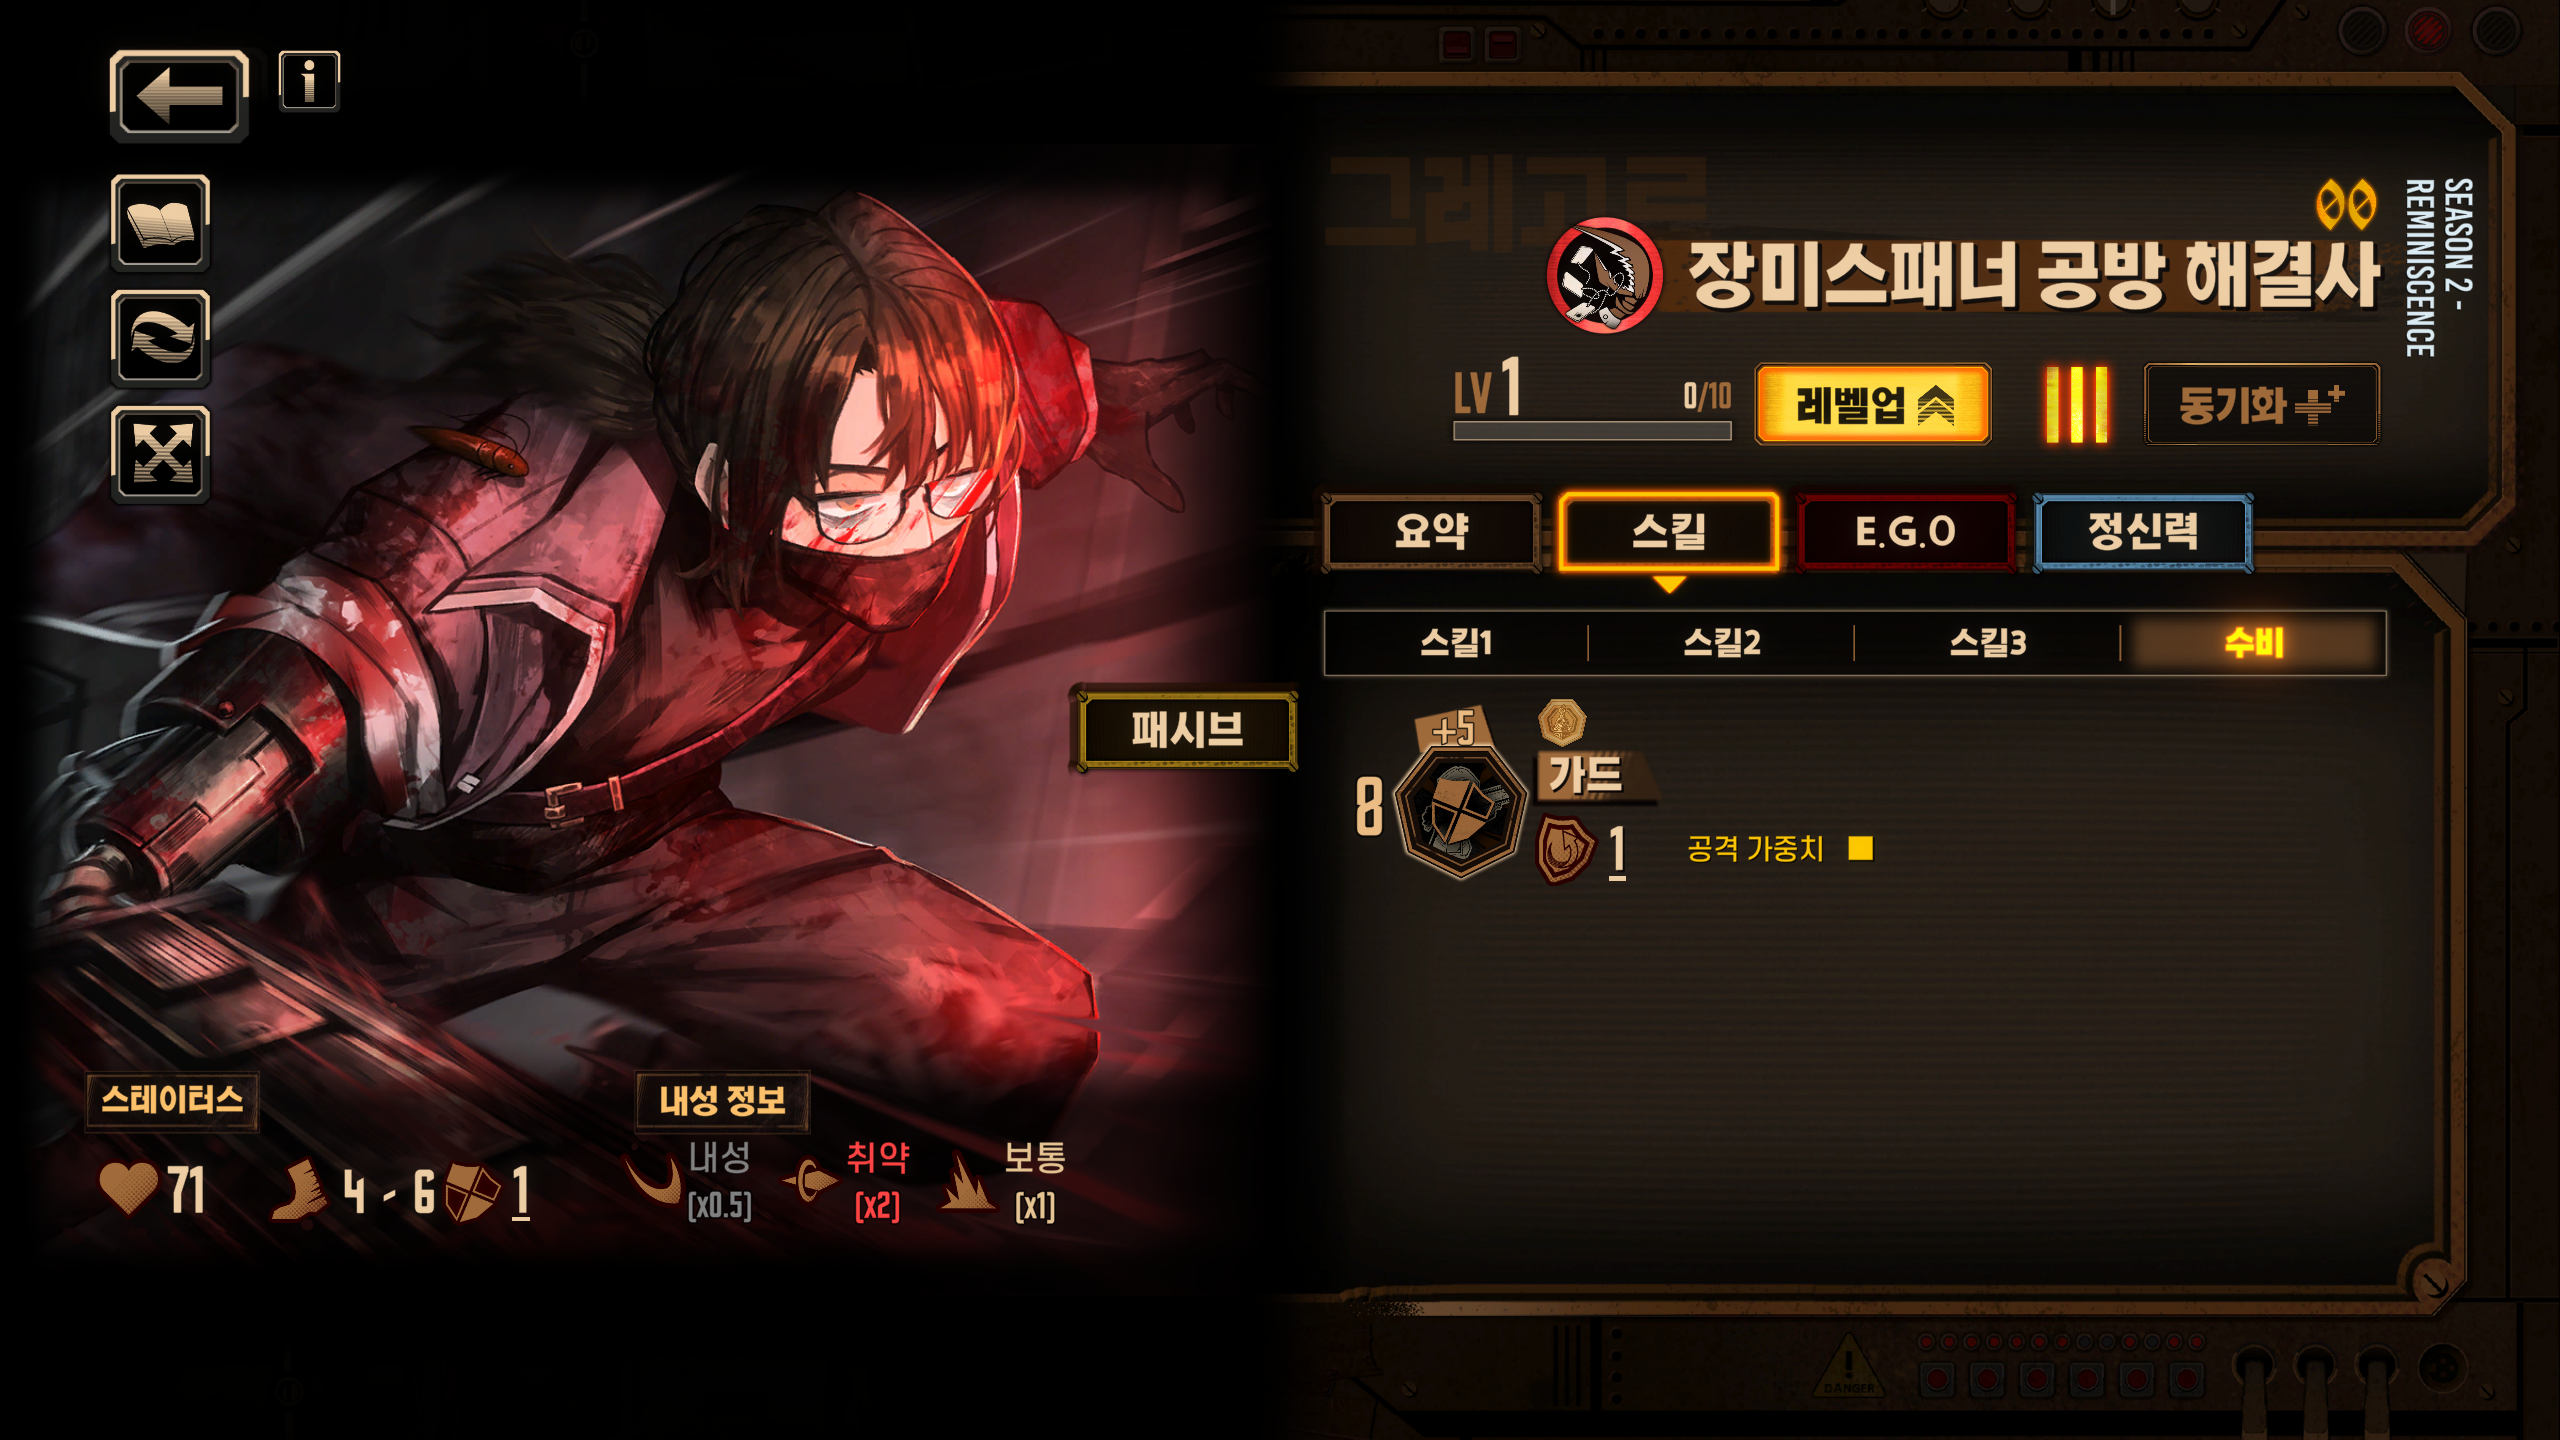 그레고르
장미스패너 공방 해결사
SEASON 2 -
REMINISCENCE
LV 1
0/10
레벨업
동기화
요약
스킬
E.G.O
정신력
스킬1
스킬2
스킬3
수비
패시브
+5
8
가드
1
공격 가중치
스테이터스
71
4 - 6
1
내성 정보
내성
[x0.5]
취약
[x2]
보통
[x1]
DANGER